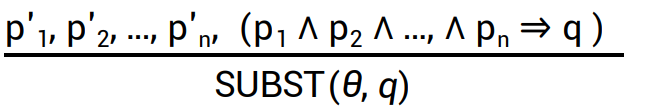 p'₁, p'₂, ..., p'ₙ, (p₁ ∧ p₂ ∧ ..., ∧ pₙ ⇒ q )
SUBST(θ, q)